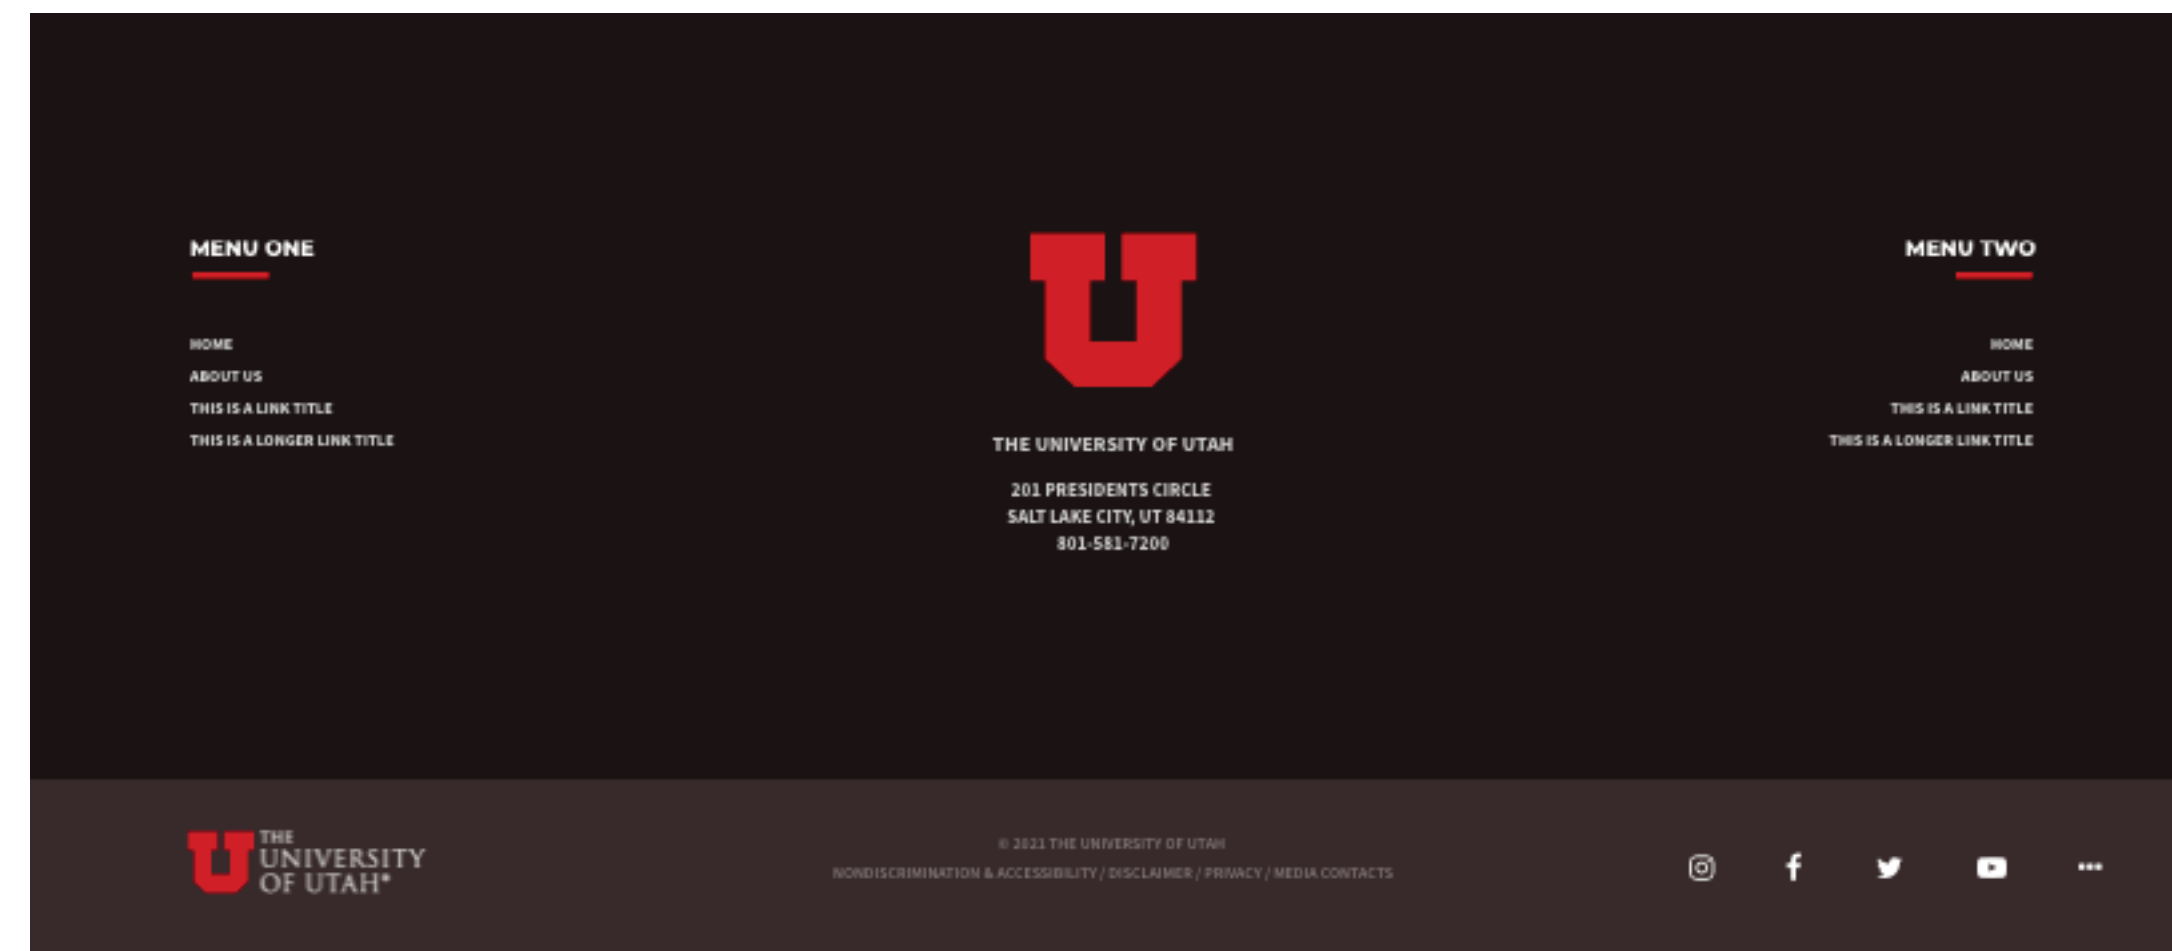 MENU ONE
HOME
ABOUT US
THIS IS A LINK TITLE
THIS IS A LONGER LINK TITLE
U
THE UNIVERSITY OF UTAH
201 PRESIDENTS CIRCLE
SALT LAKE CITY, UT 84112
801-581-7200
MENU TWO
HOME
ABOUT US
THIS IS A LINK TITLE
THIS IS A LONGER LINK TITLE
U
THE
UNIVERSITY
OF UTAH®
© 2021 THE UNIVERSITY OF UTAH
NONDISCRIMINATION & ACCESSIBILITY / DISCLAIMER / PRIVACY / MEDIA CONTACTS